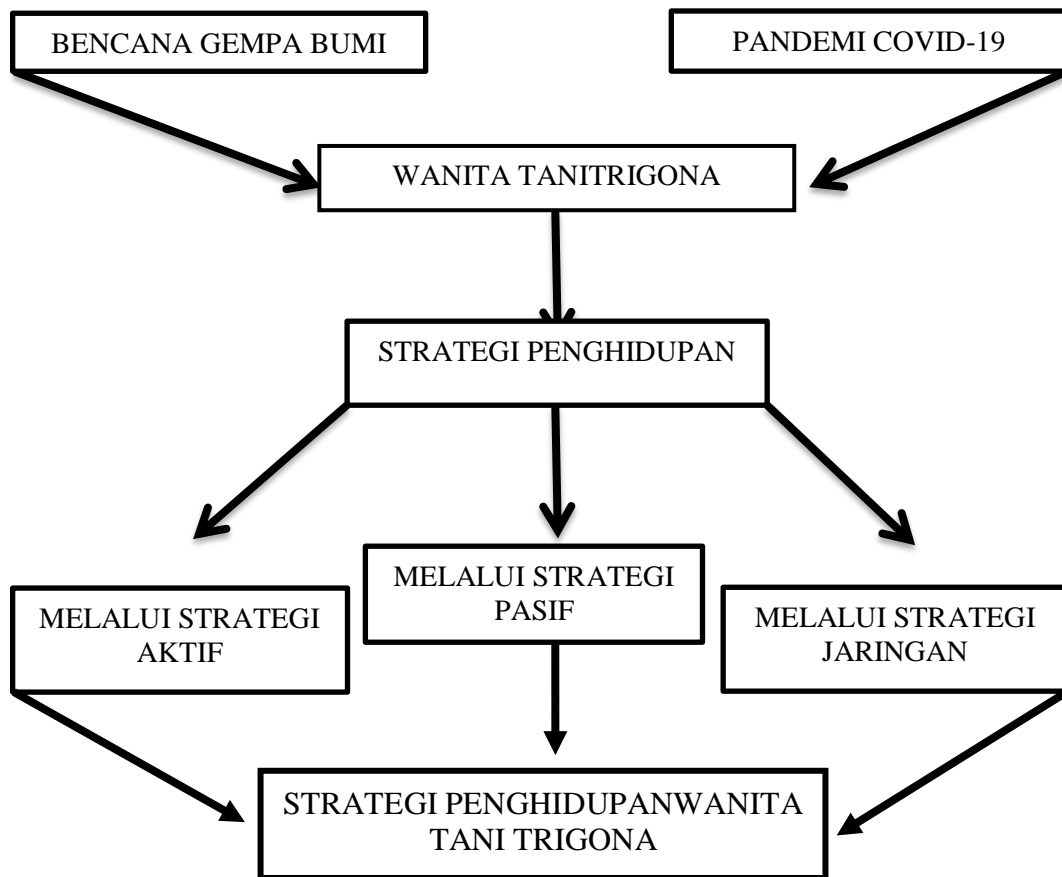 BENCANA GEMPA BUMI
PANDEMI COVID-19
WANITA TANITRIGONA
STRATEGI PENGHIDUPAN
MELALUI STRATEGI
AKTIF
MELALUI STRATEGI
PASIF
MELALUI STRATEGI
JARINGAN
STRATEGI PENGHIDUPANWANITA
TANI TRIGONA